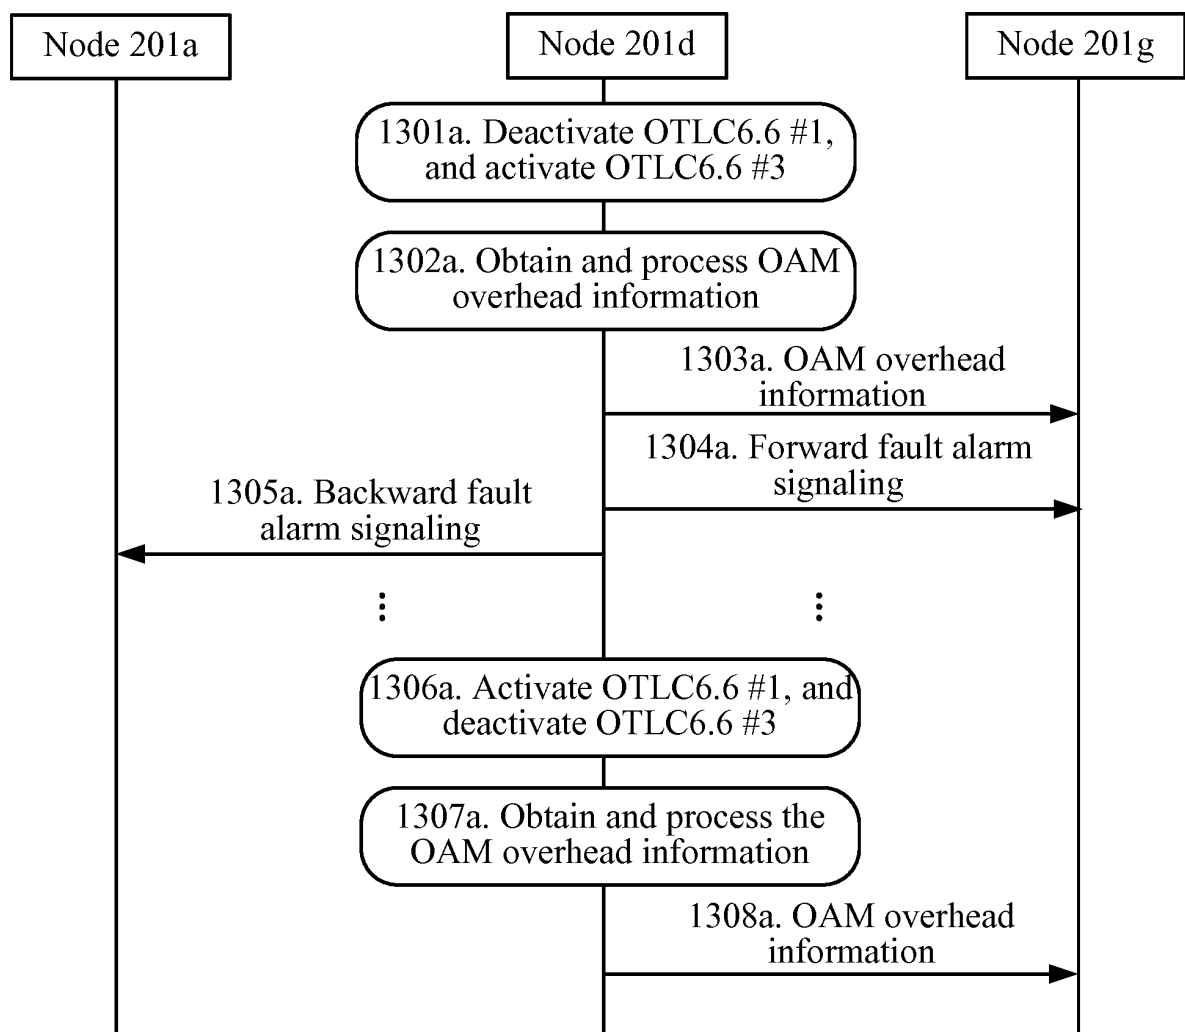 Node 201a
Node 201d
Node 201g
1301a. Deactivate OTLC6.6 #1,
and activate OTLC6.6 #3
1302a. Obtain and process OAM
overhead information
1303a. OAM overhead
information
1304a. Forward fault alarm
signaling
1305a. Backward fault
alarm signaling
1306a. Activate OTLC6.6 #1, and
deactivate OTLC6.6 #3
1307a. Obtain and process the
OAM overhead information
1308a. OAM overhead
information